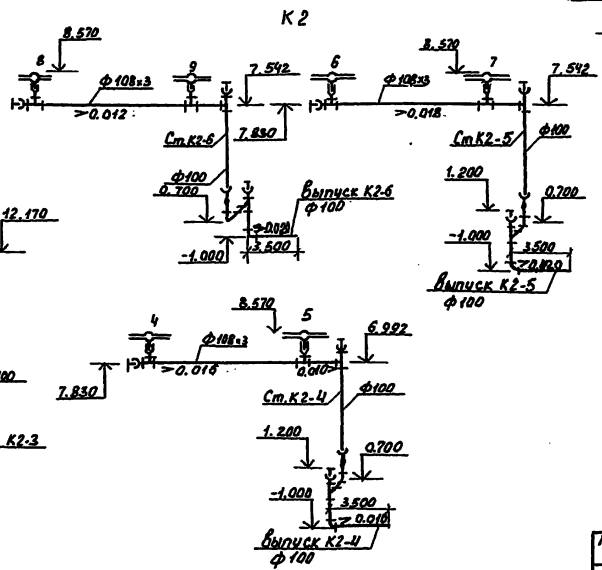 К2
8
8.570
9
7.542
ф108х3
>0.012
Ст.К2-6
ф100
0.700
Выпуск К2-6
ф100
3.500
-1.000
7.830
6
8.570
7
7.542
ф108х3
>0.018
Ст.К2-5
ф100
1.200
0.700
-1.000
3.500
>0.020
Выпуск К2-5
ф100
12.170
4
8.570
5
6.992
ф108х3
>0.016
0.010>
7.830
Ст.К2-4
ф100
1.200
0.700
-1.000
3.500
>0.010
Выпуск К2-4
ф100
К2-3